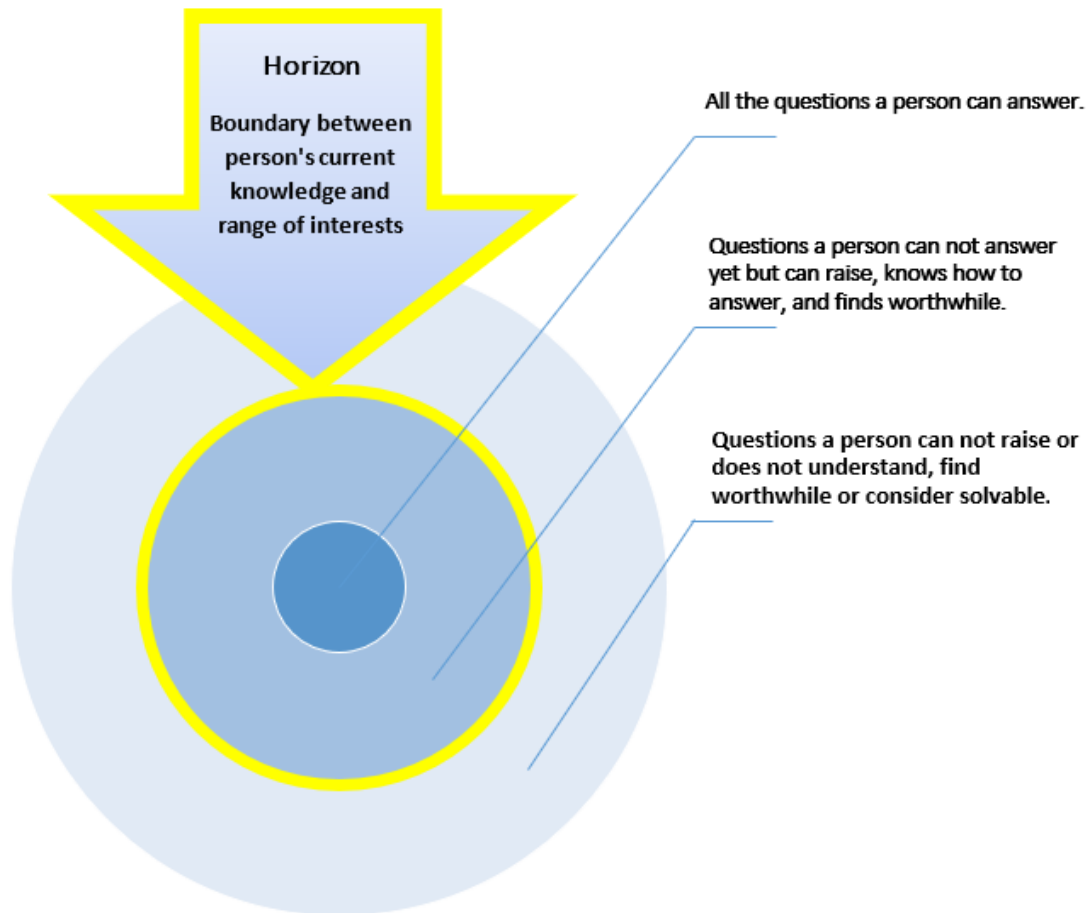 Horizon
Boundary between
person's current
knowledge and
range of interests
All the questions a person can answer.
Questions a person can not answer
yet but can raise, knows how to
answer, and finds worthwhile.
Questions a person can not raise or
does not understand, find
worthwhile or consider solvable.